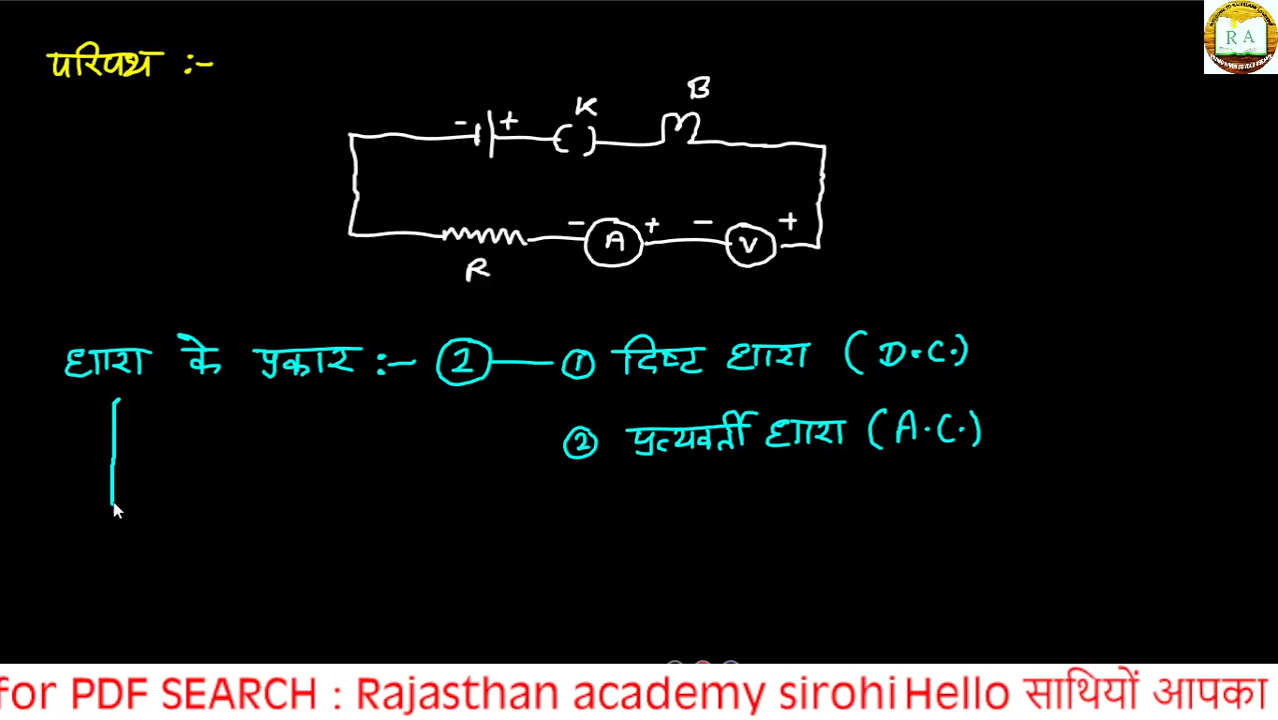 परिपथ :-
R A
B
K
- +
- + - +
A V
R
धारा के प्रकार :- 2 — ① दिष्ट धारा ( D.C.)
② प्रत्यवर्ती धारा ( A.C.)
for PDF SEARCH : Rajasthan academy sirohi Hello साथियों आपका